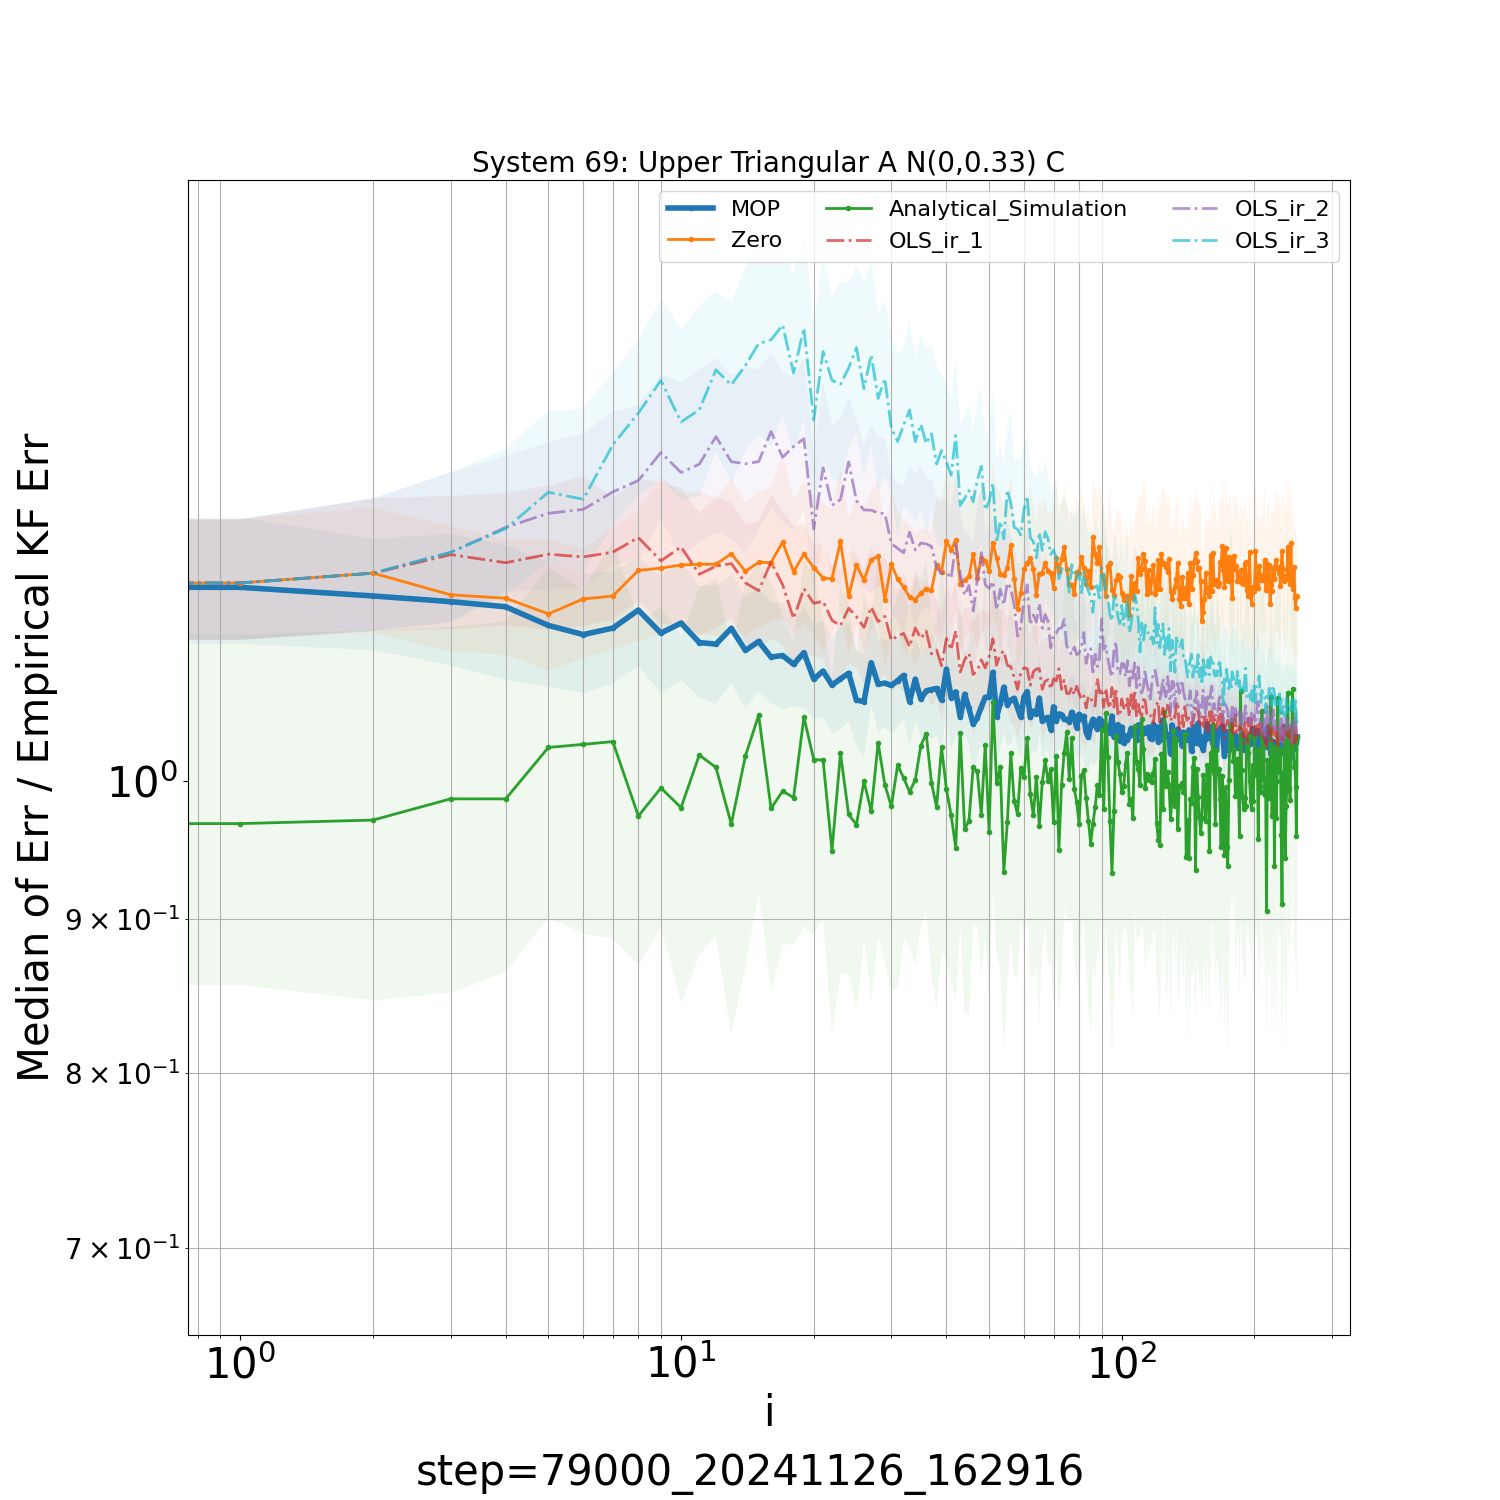 System 69: Upper Triangular A N(0,0.33) C
MOP
Zero
Analytical_Simulation
OLS_ir_1
OLS_ir_2
OLS_ir_3
Median of Err / Empirical KF Err
10⁰
9 × 10⁻¹
8 × 10⁻¹
7 × 10⁻¹
10⁰ 10¹ 10²
i
step=79000_20241126_162916